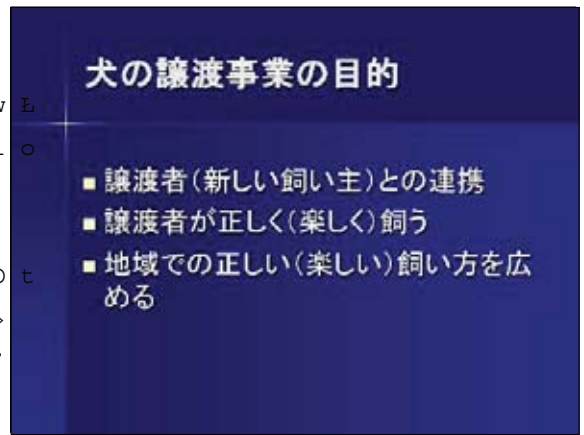 犬の譲渡事業の目的
■譲渡者(新しい飼い主)との連携
■譲渡者が正しく(楽しく)飼う
■地域での正しい(楽しい)飼い方を広
める